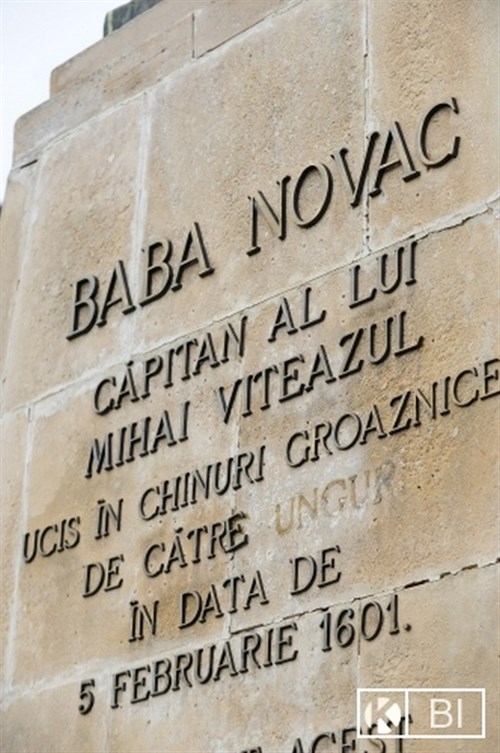 BABA NOVAC
CĂPITAN AL LUI
MIHAI VITEAZUL
UCIS ÎN CHINURI GROAZNICE
DE CĂTRE UNGURI
ÎN DATA DE
5 FEBRUARIE 1601.
ACEST
K BI